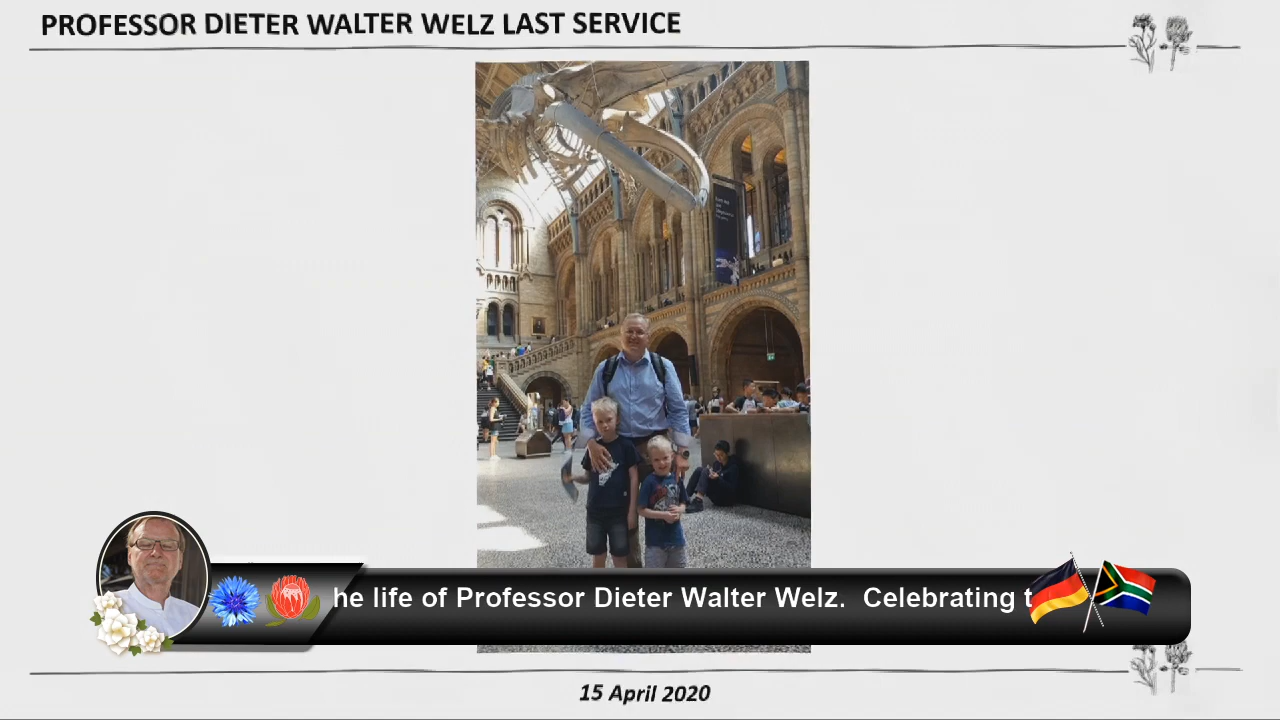 PROFESSOR DIETER WALTER WELZ LAST SERVICE
he life of Professor Dieter Walter Welz.  Celebrating t
15 April 2020